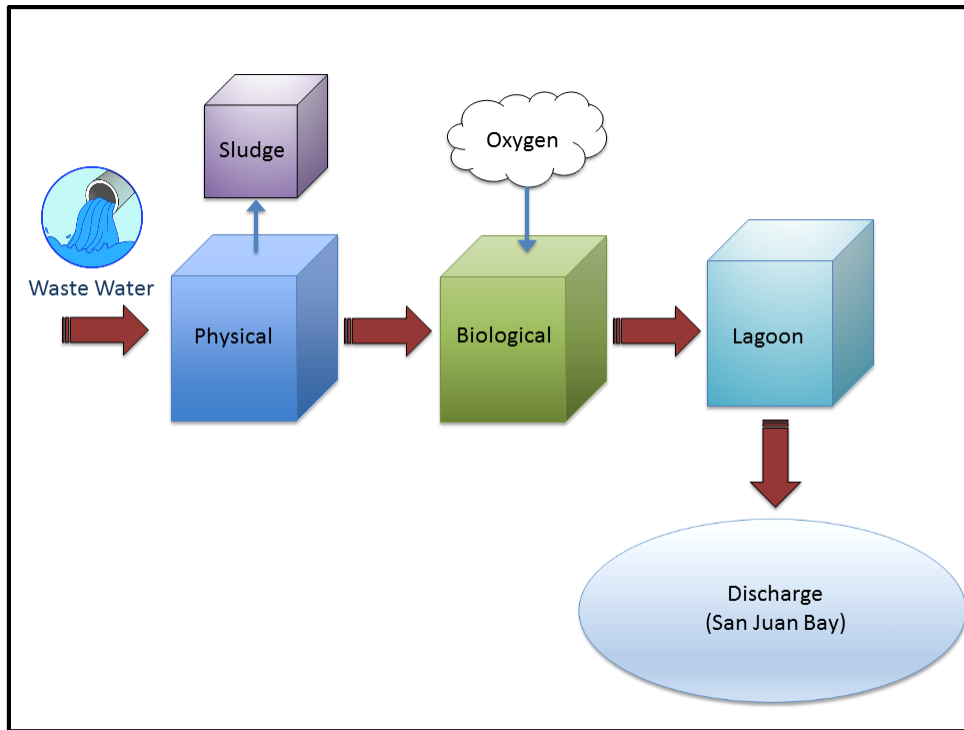 Sludge
Oxygen
Waste Water
Physical
Biological
Lagoon
Discharge
(San Juan Bay)